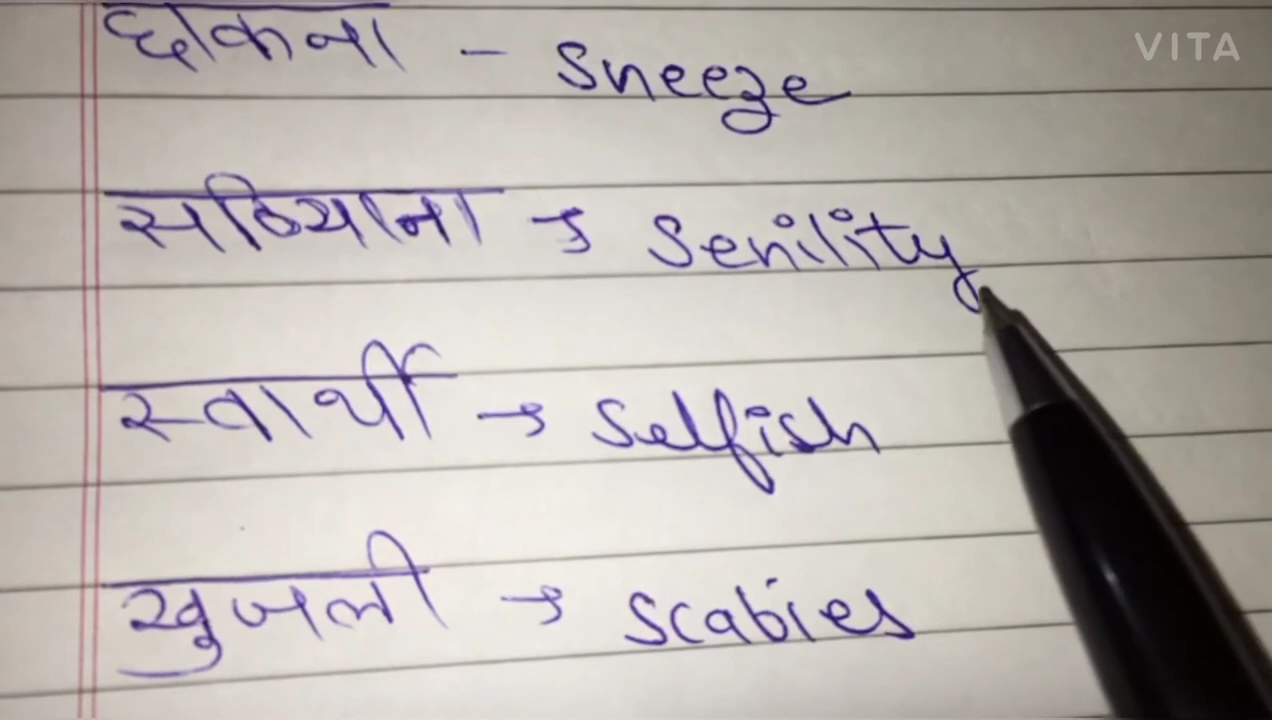 छींकना - Sneeze
VITA
सठियाना → Senility
स्वार्थी → Selfish
खुजली → Scabies